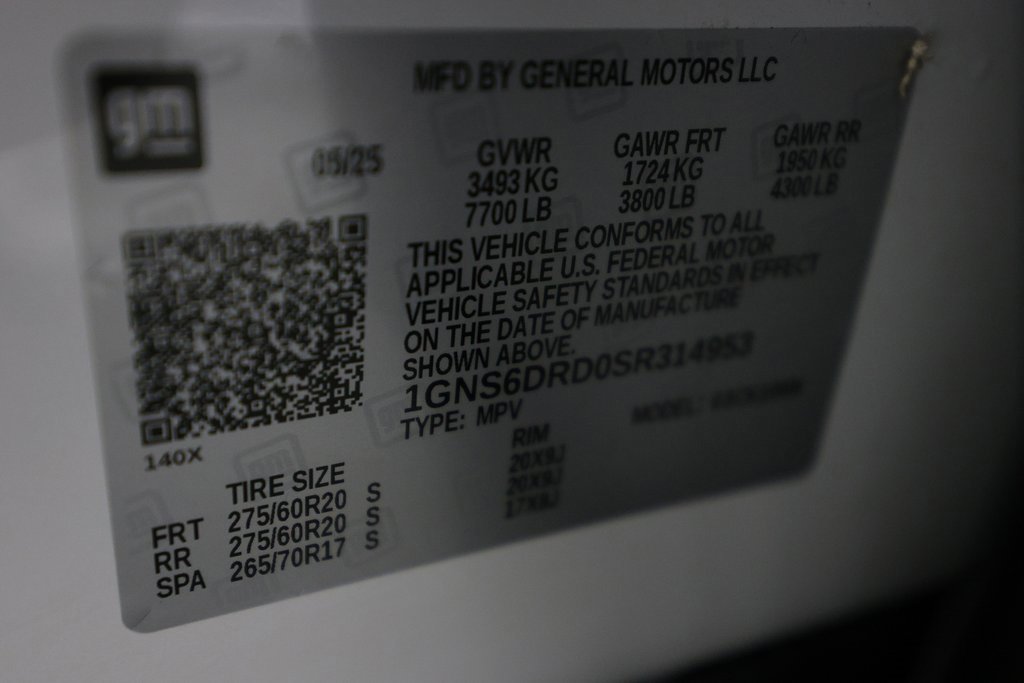 gm
MFD BY GENERAL MOTORS LLC
05/25
GVWR
3493 KG
7700 LB
GAWR FRT
1724 KG
3800 LB
GAWR RR
1950 KG
4300 LB
THIS VEHICLE CONFORMS TO ALL
APPLICABLE U.S. FEDERAL MOTOR
VEHICLE SAFETY STANDARDS IN EFFECT
ON THE DATE OF MANUFACTURE
SHOWN ABOVE.
1GNS6DRD0SR314953
TYPE: MPV
MODEL:
140X
TIRE SIZE
RIM
FRT 275/60R20 S 20X9J
RR 275/60R20 S 20X9J
SPA 265/70R17 S 17X8J